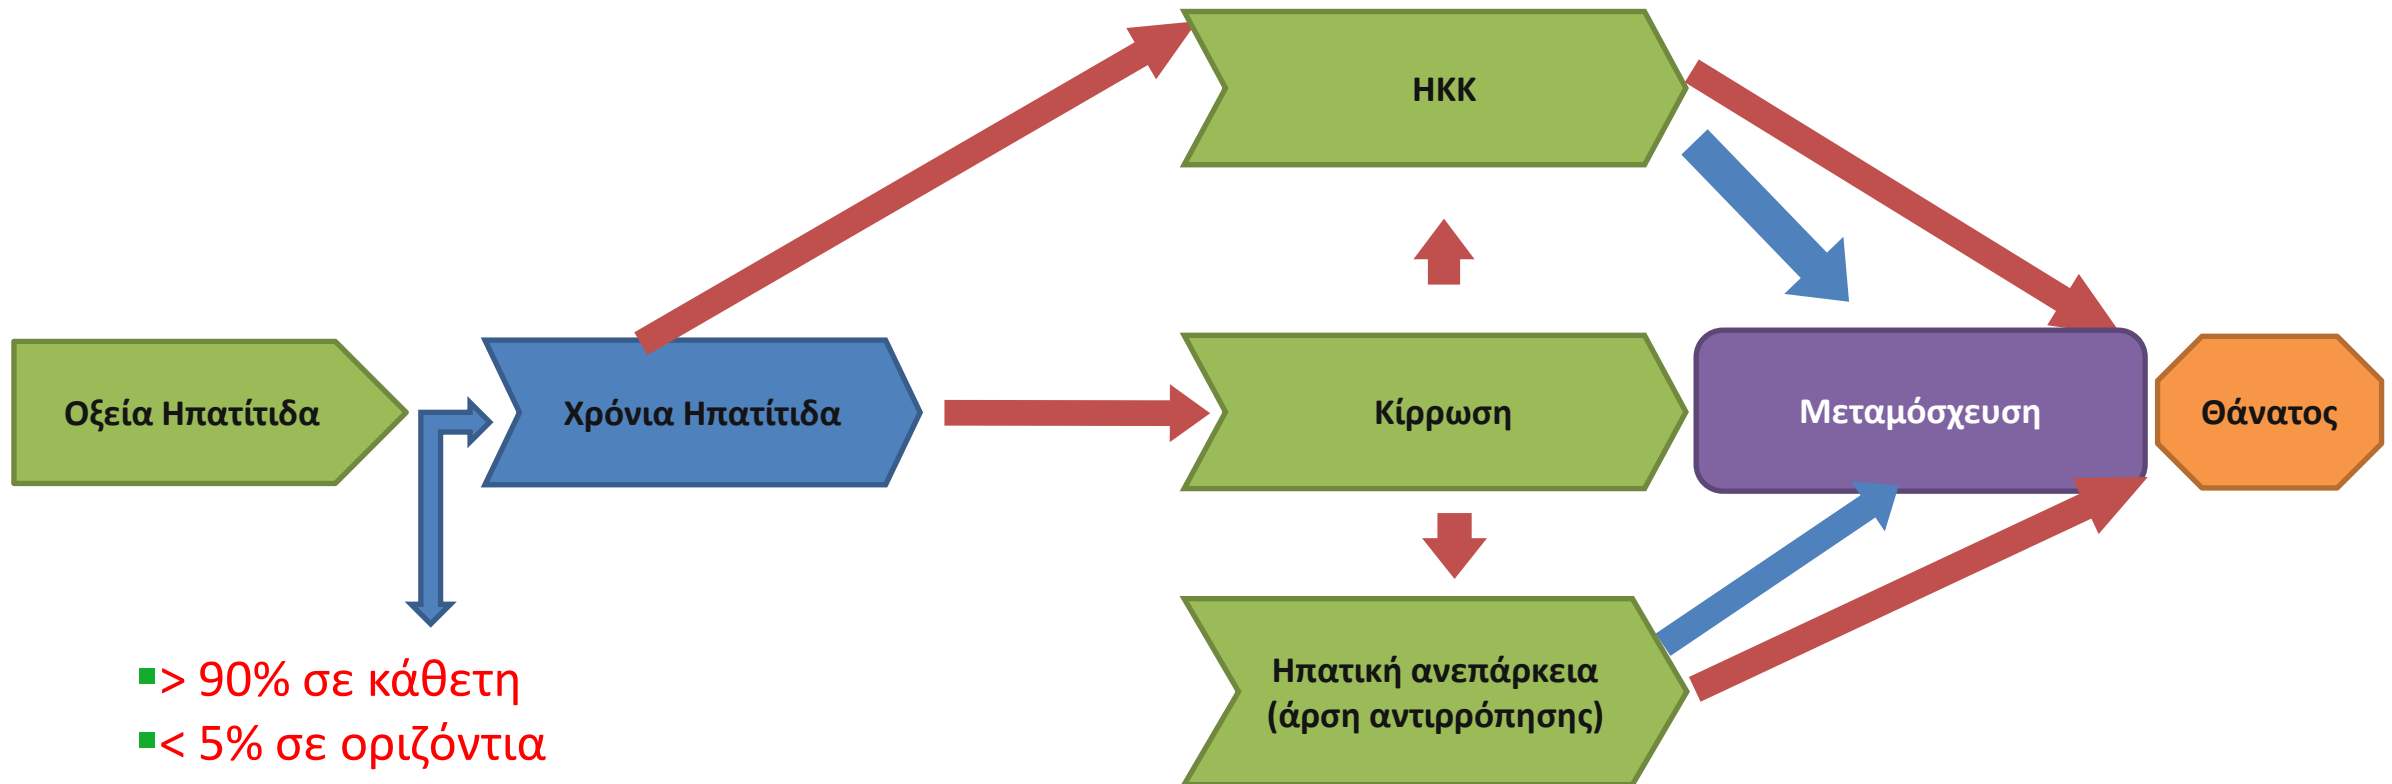 ΗΚΚ
Οξεία Ηπατίτιδα
Χρόνια Ηπατίτιδα
Κίρρωση
Μεταμόσχευση
Θάνατος
> 90% σε κάθετη
< 5% σε οριζόντια
Ηπατική ανεπάρκεια
(άρση αντιρρόπησης)